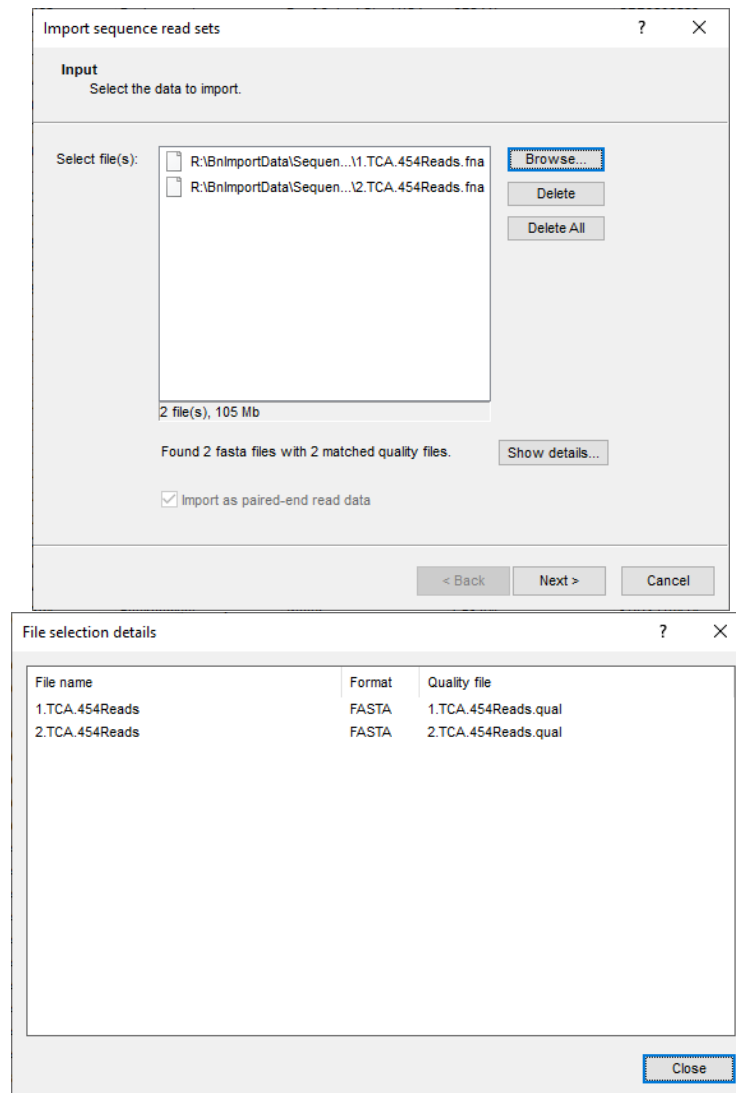 Import sequence read sets ?
Input
Select the data to import.
Select file(s):
R:\BnImportData\Sequen...\1.TCA.454Reads.fna
R:\BnImportData\Sequen...\2.TCA.454Reads.fna
Browse...
Delete
Delete All
2 file(s), 105 Mb
Found 2 fasta files with 2 matched quality files.
Show details...
Import as paired-end read data
< Back Next > Cancel
File selection details ?
File name Format Quality file
1.TCA.454Reads FASTA 1.TCA.454Reads.qual
2.TCA.454Reads FASTA 2.TCA.454Reads.qual
Close